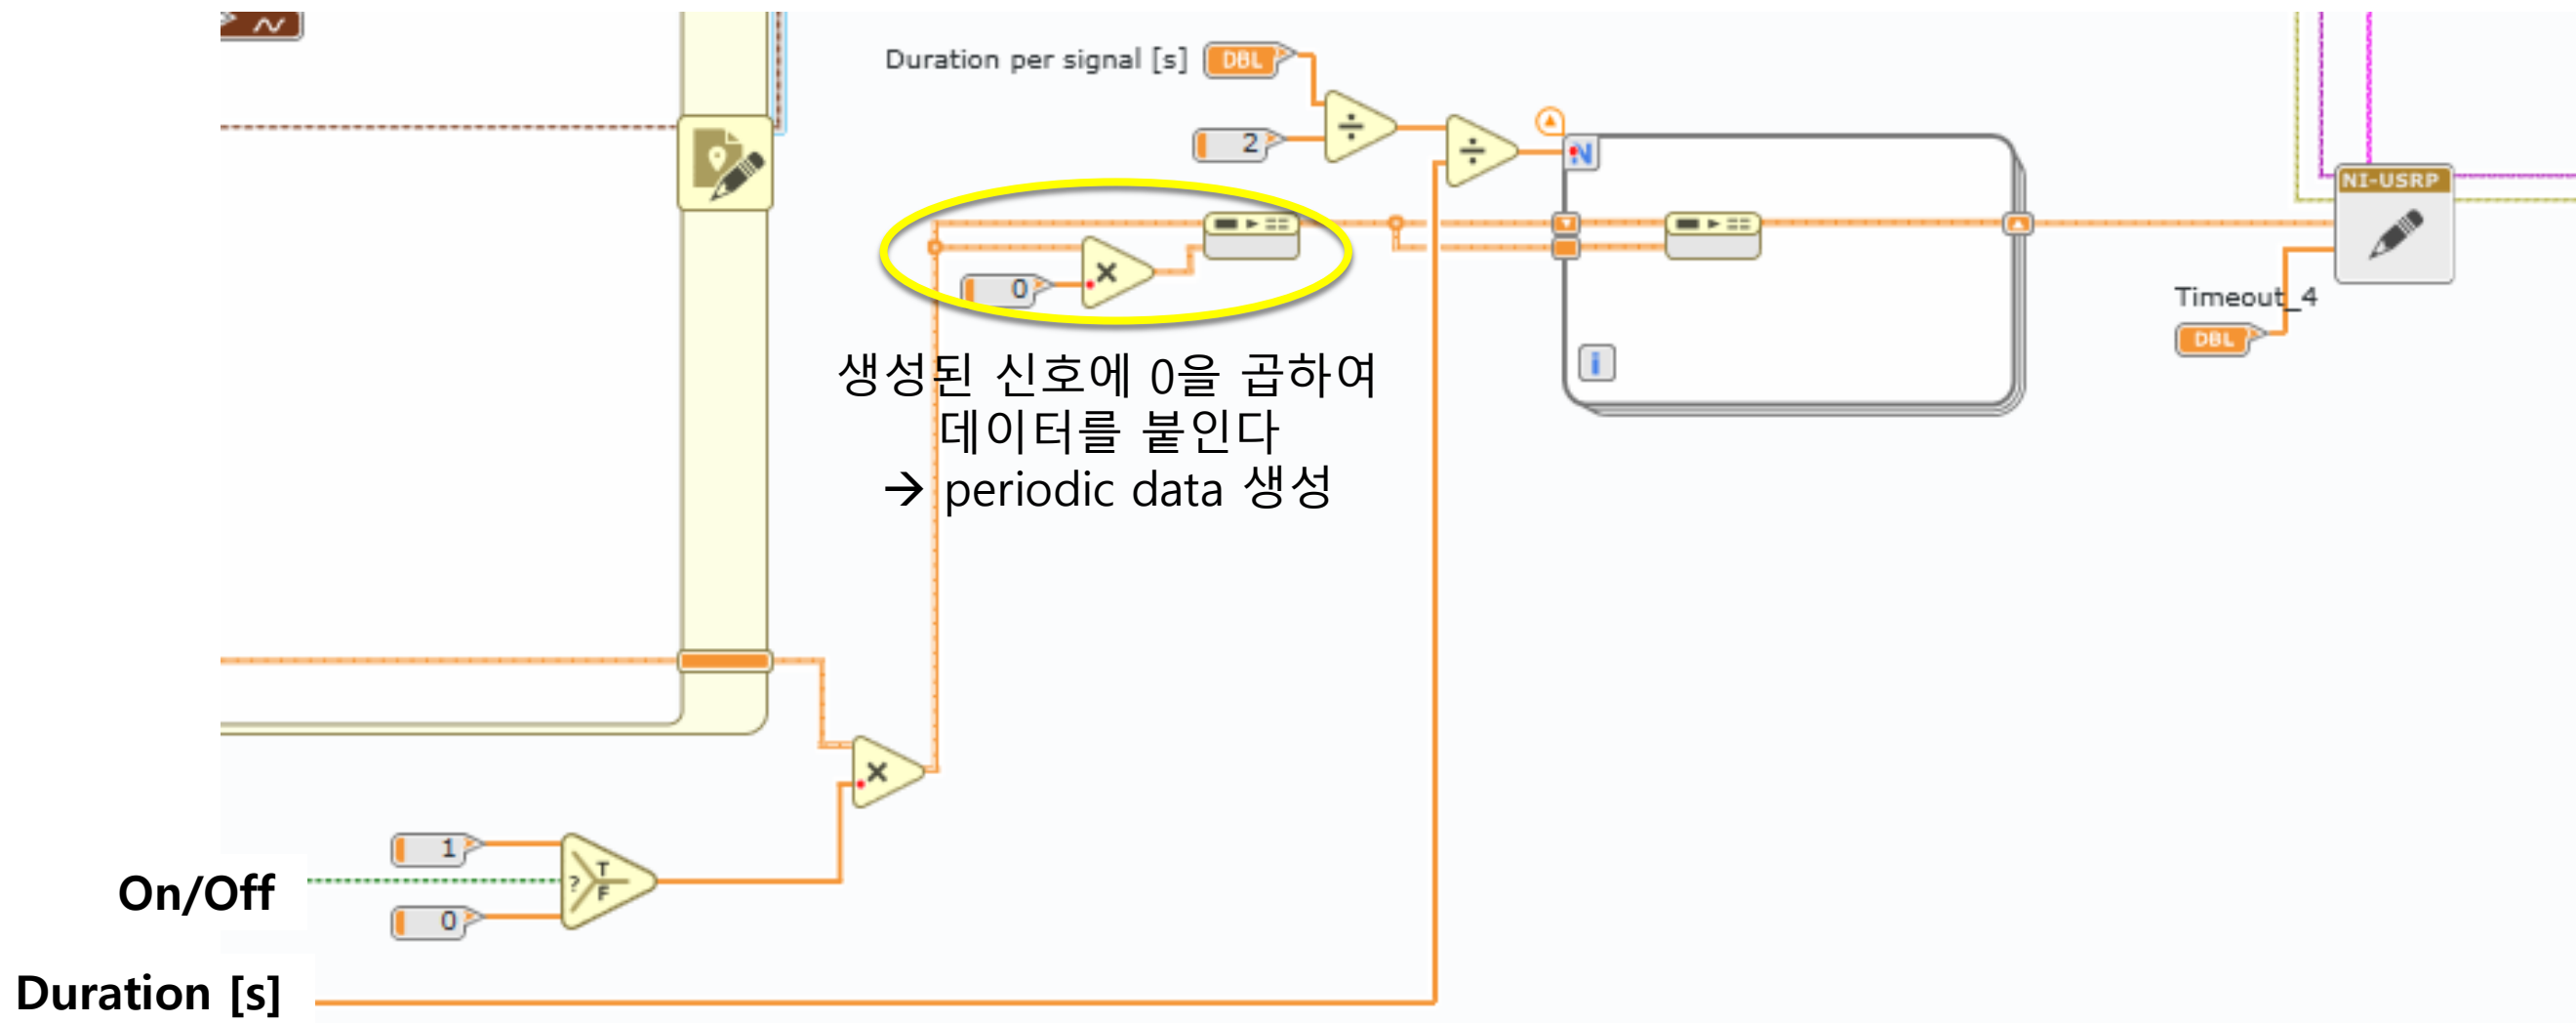 Duration per signal [s]
DBL
2
N
NI-USRP
0
Timeout_4
DBL
생성된 신호에 0을 곱하여
데이터를 붙인다
→ periodic data 생성
i
1
On/Off
?
T
F
0
Duration [s]